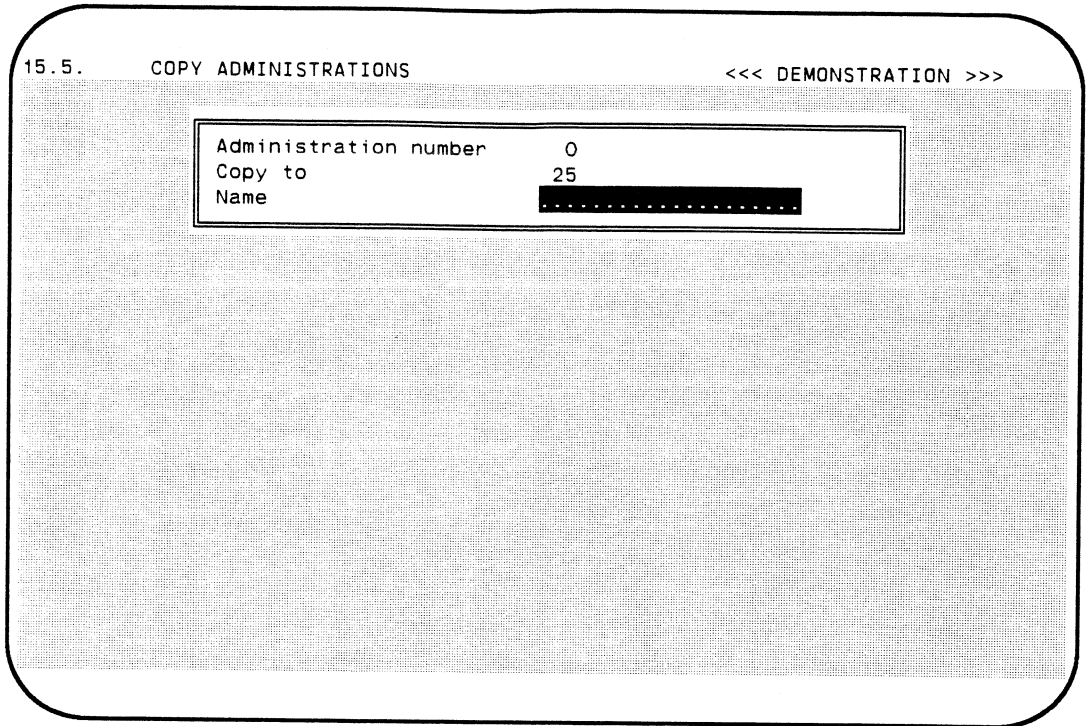 15.5. COPY ADMINISTRATIONS <<< DEMONSTRATION >>>
Administration number 0
Copy to 25
Name ....................